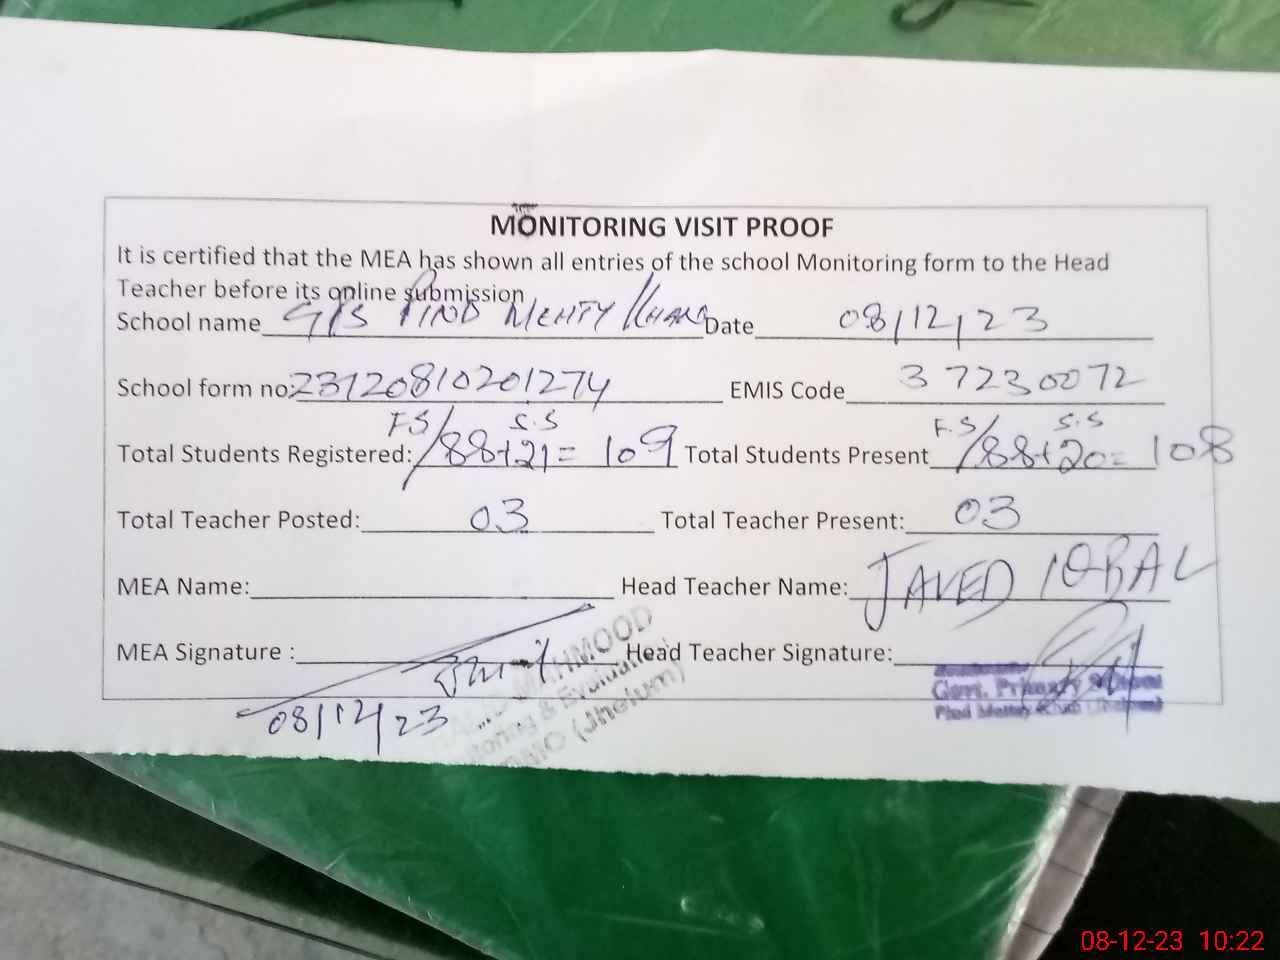 MONITORING VISIT PROOF
It is certified that the MEA has shown all entries of the school Monitoring form to the Head
Teacher before its online submission
School name GPS PIND MEHTY KHAN Date 08/12/23
School form no: 23120810201274 EMIS Code 37230072
F.S/ S.S F.S/ S.S
Total Students Registered: 88+21= 109 Total Students Present 88+20= 108
Total Teacher Posted: 03 Total Teacher Present: 03
MEA Name: Head Teacher Name: JAVED IQBAL
MEA Signature : Head Teacher Signature:
08/12/23
MAHMOOD
& Evaluation
(Jhelum)
Govt. Primary School
Pind
08-12-23 10:22